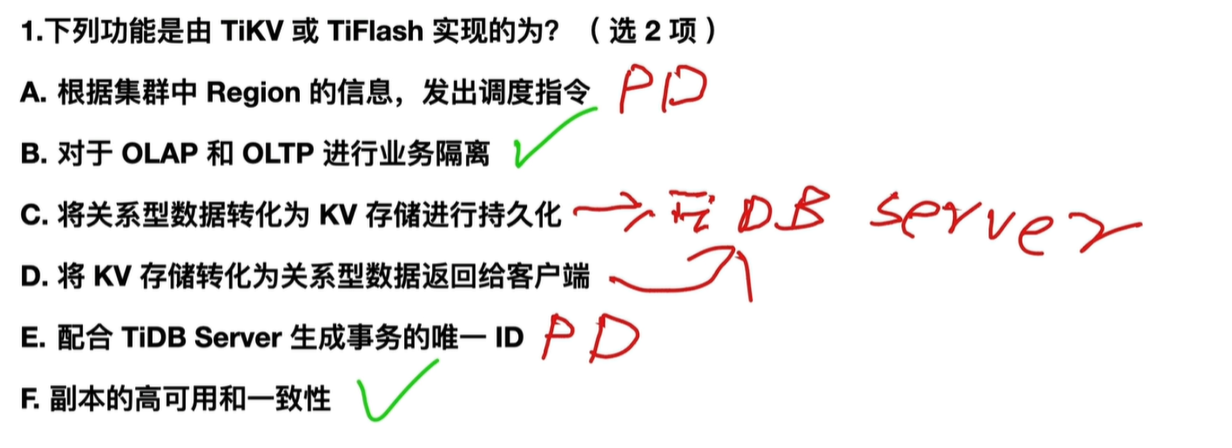 1.下列功能是由 TiKV 或 TiFlash 实现的为？（选 2 项）
A. 根据集群中 Region 的信息，发出调度指令 PD
B. 对于 OLAP 和 OLTP 进行业务隔离
C. 将关系型数据转化为 KV 存储进行持久化 TiDB server
D. 将 KV 存储转化为关系型数据返回给客户端
E. 配合 TiDB Server 生成事务的唯一 ID PD
F. 副本的高可用和一致性